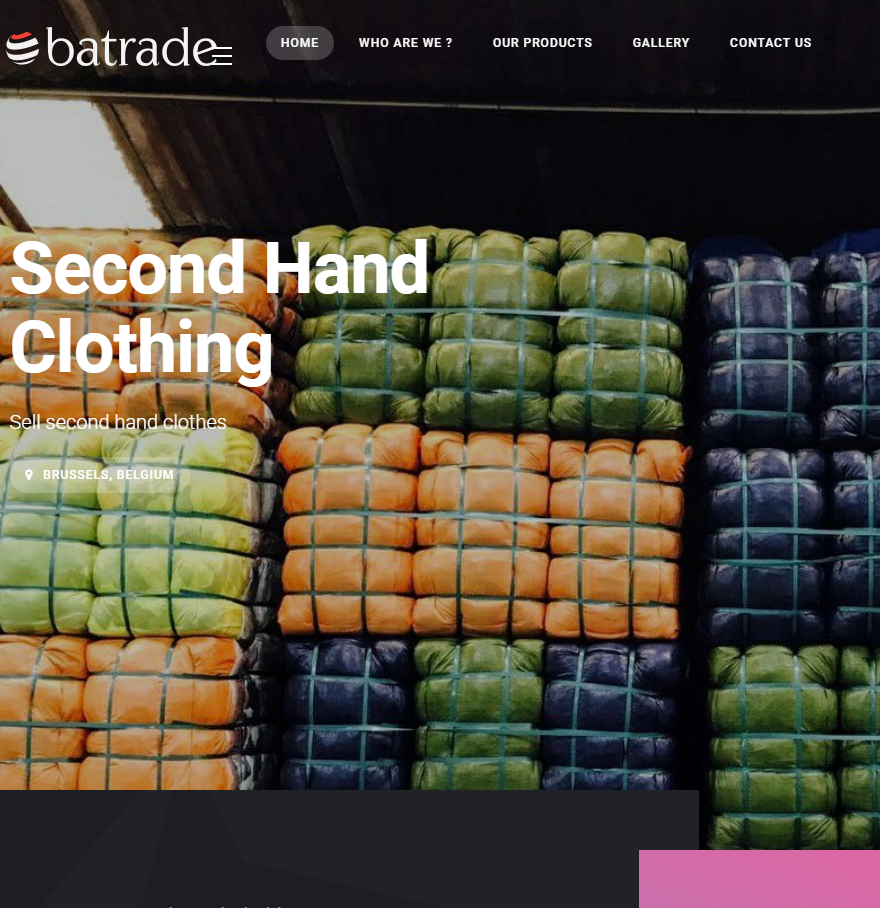 batrade
HOME WHO ARE WE ? OUR PRODUCTS GALLERY CONTACT US
Second Hand
Clothing
Sell second hand clothes
BRUSSELS, BELGIUM